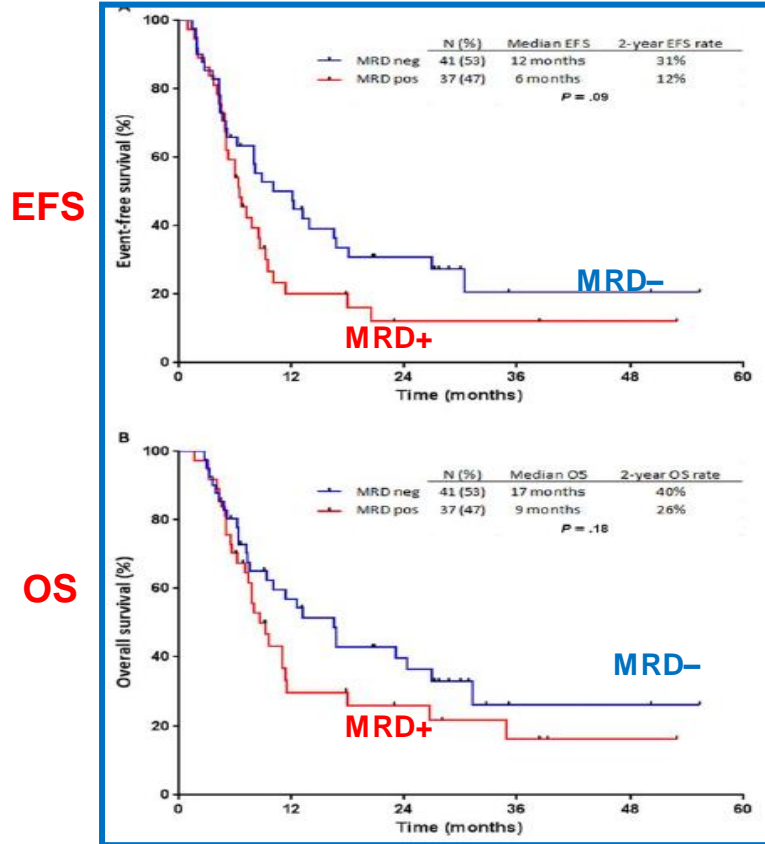 A
100
N (%) Median EFS 2-year EFS rate
MRD neg 41 (53) 12 months 31%
MRD pos 37 (47) 6 months 12%
P = .09
80
60
Event-free survival (%)
EFS
40
MRD–
20
MRD+
0
0 12 24 36 48 60
Time (months)
B
100
N (%) Median OS 2-year OS rate
MRD neg 41 (53) 17 months 40%
MRD pos 37 (47) 9 months 26%
P = .18
80
60
Overall survival (%)
OS
40
MRD–
20
MRD+
0
0 12 24 36 48 60
Time (months)